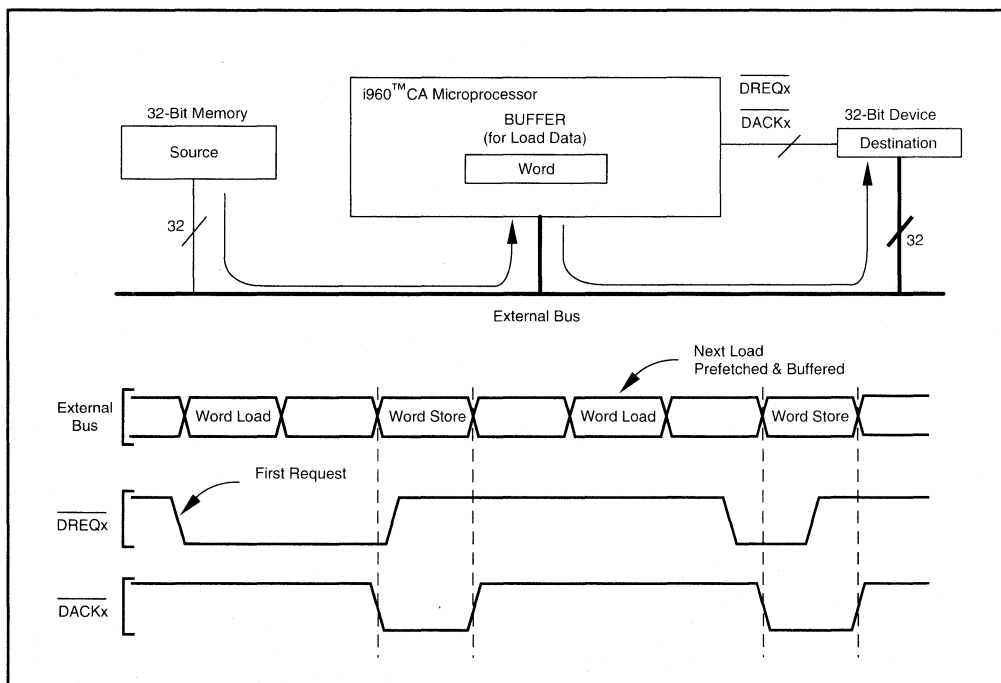 i960™CA Microprocessor
BUFFER
(for Load Data)
Word
DREQx
DACKx
32-Bit Memory
Source
32-Bit Device
Destination
32
32
External Bus
Next Load
Prefetched & Buffered
External
Bus
Word Load
Word Store
Word Load
Word Store
First Request
DREQx
DACKx